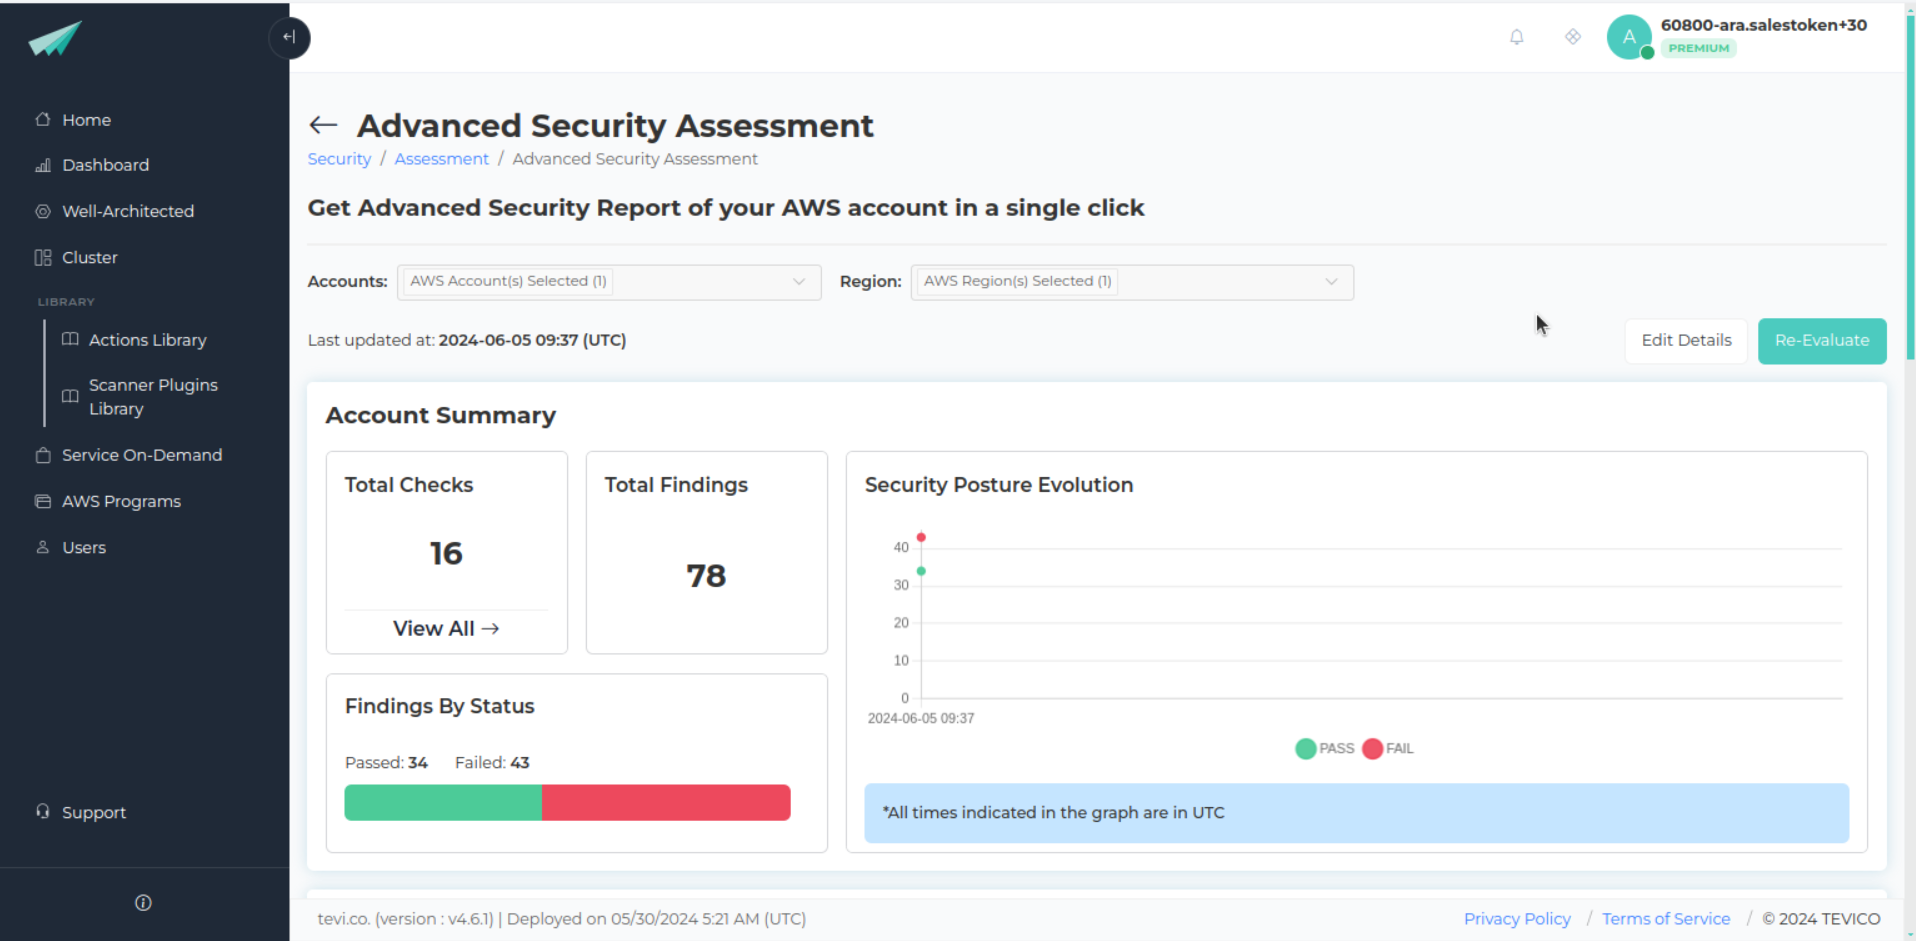 60800-ara.salestoken+30
A
PREMIUM
Home
Dashboard
Well-Architected
Cluster
LIBRARY
Actions Library
Scanner Plugins
Library
Service On-Demand
AWS Programs
Users
Support
← Advanced Security Assessment
Security / Assessment / Advanced Security Assessment
Get Advanced Security Report of your AWS account in a single click
Accounts: AWS Account(s) Selected (1) Region: AWS Region(s) Selected (1)
Last updated at: 2024-06-05 09:37 (UTC)
Edit Details
Re-Evaluate
Account Summary
Total Checks
16
View All →
Total Findings
78
Findings By Status
Passed: 34 Failed: 43
Security Posture Evolution
40
30
20
10
0
2024-06-05 09:37
PASS FAIL
*All times indicated in the graph are in UTC
tevi.co. (version : v4.6.1) | Deployed on 05/30/2024 5:21 AM (UTC)
Privacy Policy / Terms of Service / © 2024 TEVICO